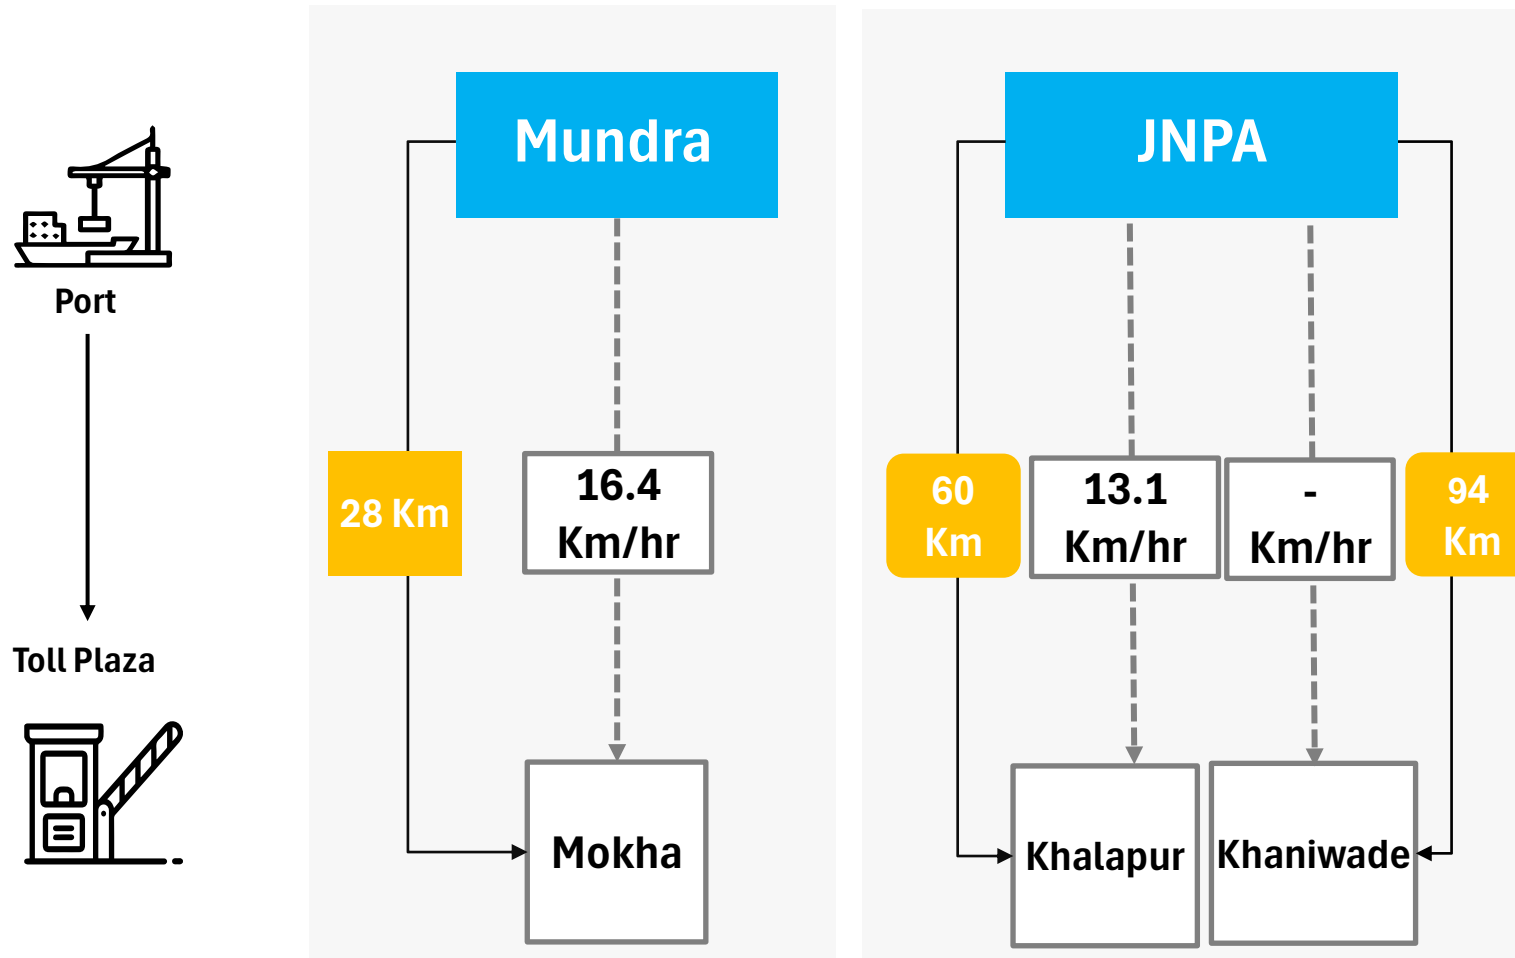 Port
Toll Plaza
Mundra
28 Km
16.4
Km/hr
Mokha
JNPA
60
Km
13.1
Km/hr
-
Km/hr
94
Km
Khalapur
Khaniwade